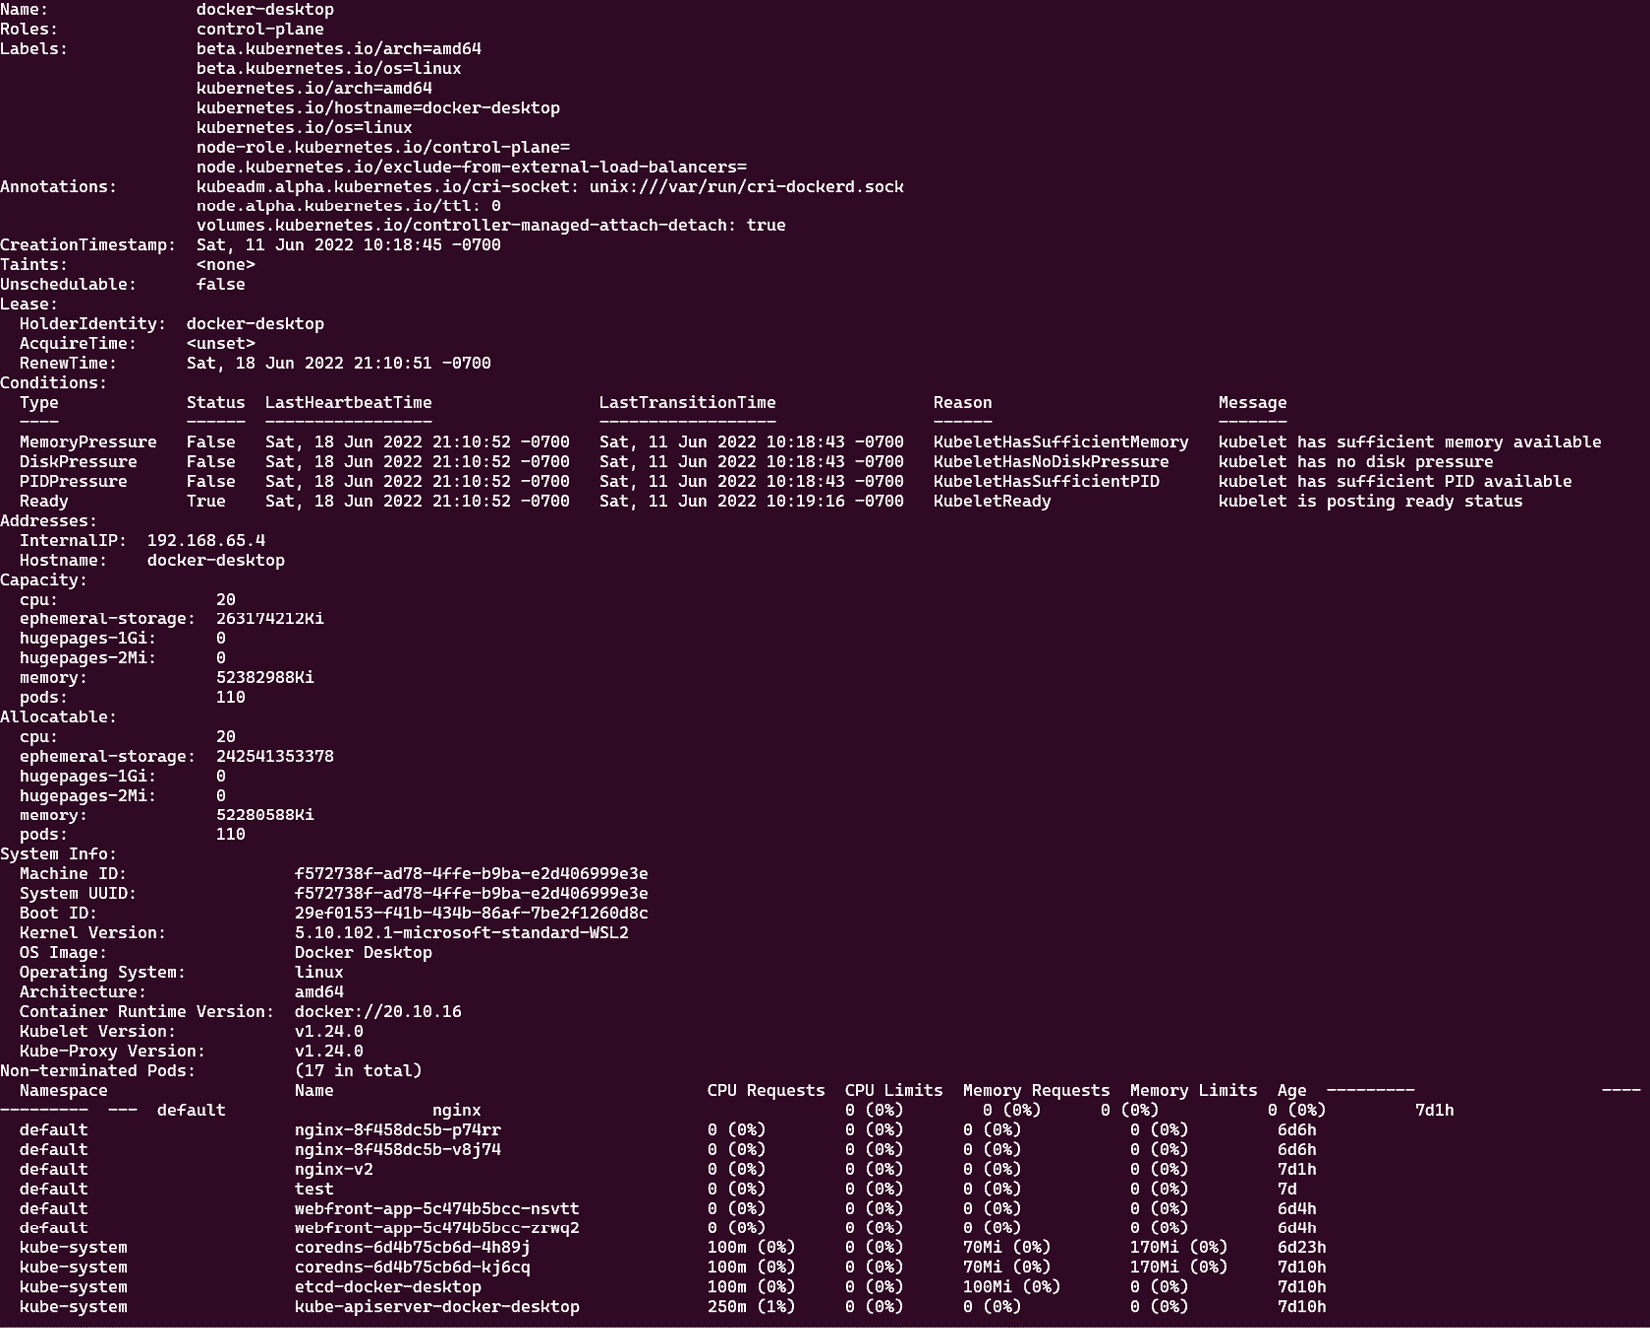 Name:               docker-desktop
Roles:              control-plane
Labels:             beta.kubernetes.io/arch=amd64
                    beta.kubernetes.io/os=linux
                    kubernetes.io/arch=amd64
                    kubernetes.io/hostname=docker-desktop
                    kubernetes.io/os=linux
                    node-role.kubernetes.io/control-plane=
                    node.kubernetes.io/exclude-from-external-load-balancers=
Annotations:        kubeadm.alpha.kubernetes.io/cri-socket: unix:///var/run/cri-dockerd.sock
                    node.alpha.kubernetes.io/ttl: 0
                    volumes.kubernetes.io/controller-managed-attach-detach: true
CreationTimestamp:  Sat, 11 Jun 2022 10:18:45 -0700
Taints:             <none>
Unschedulable:      false
Lease:
  HolderIdentity:  docker-desktop
  AcquireTime:     <unset>
  RenewTime:       Sat, 18 Jun 2022 21:10:51 -0700
Conditions:
  Type             Status  LastHeartbeatTime                 LastTransitionTime                Reason                       Message
  ----             ------  -----------------                 ------------------                ------                       -------
  MemoryPressure   False   Sat, 18 Jun 2022 21:10:52 -0700   Sat, 11 Jun 2022 10:18:43 -0700   KubeletHasSufficientMemory   kubelet has sufficient memory available
  DiskPressure     False   Sat, 18 Jun 2022 21:10:52 -0700   Sat, 11 Jun 2022 10:18:43 -0700   KubeletHasNoDiskPressure     kubelet has no disk pressure
  PIDPressure      False   Sat, 18 Jun 2022 21:10:52 -0700   Sat, 11 Jun 2022 10:18:43 -0700   KubeletHasSufficientPID      kubelet has sufficient PID available
  Ready            True    Sat, 18 Jun 2022 21:10:52 -0700   Sat, 11 Jun 2022 10:19:16 -0700   KubeletReady                 kubelet is posting ready status
Addresses:
  InternalIP:  192.168.65.4
  Hostname:    docker-desktop
Capacity:
  cpu:                20
  ephemeral-storage:  263174212Ki
  hugepages-1Gi:      0
  hugepages-2Mi:      0
  memory:             52382988Ki
  pods:               110
Allocatable:
  cpu:                20
  ephemeral-storage:  242541353378
  hugepages-1Gi:      0
  hugepages-2Mi:      0
  memory:             52280588Ki
  pods:               110
System Info:
  Machine ID:                 f572738f-ad78-4ffe-b9ba-e2d406999e3e
  System UUID:                f572738f-ad78-4ffe-b9ba-e2d406999e3e
  Boot ID:                    29ef0153-f41b-434b-86af-7be2f1260d8c
  Kernel Version:             5.10.102.1-microsoft-standard-WSL2
  OS Image:                   Docker Desktop
  Operating System:           linux
  Architecture:               amd64
  Container Runtime Version:  docker://20.10.16
  Kubelet Version:            v1.24.0
  Kube-Proxy Version:         v1.24.0
Non-terminated Pods:          (17 in total)
  Namespace                   Name                                      CPU Requests  CPU Limits  Memory Requests  Memory Limits  Age  ---------                   ----
---------  ---  default                     nginx                                     0 (0%)        0 (0%)      0 (0%)           0 (0%)         7d1h
  default                     nginx-8f458dc5b-p74rr                     0 (0%)        0 (0%)      0 (0%)           0 (0%)         6d6h
  default                     nginx-8f458dc5b-v8j74                     0 (0%)        0 (0%)      0 (0%)           0 (0%)         6d6h
  default                     nginx-v2                                  0 (0%)        0 (0%)      0 (0%)           0 (0%)         7d1h
  default                     test                                      0 (0%)        0 (0%)      0 (0%)           0 (0%)         7d
  default                     webfront-app-5c474b5bcc-nsvtt             0 (0%)        0 (0%)      0 (0%)           0 (0%)         6d4h
  default                     webfront-app-5c474b5bcc-zrwq2             0 (0%)        0 (0%)      0 (0%)           0 (0%)         6d4h
  kube-system                 coredns-6d4b75cb6d-4h89j                  100m (0%)     0 (0%)      70Mi (0%)        170Mi (0%)     6d23h
  kube-system                 coredns-6d4b75cb6d-kj6cq                  100m (0%)     0 (0%)      70Mi (0%)        170Mi (0%)     7d10h
  kube-system                 etcd-docker-desktop                       100m (0%)     0 (0%)      100Mi (0%)       0 (0%)         7d10h
  kube-system                 kube-apiserver-docker-desktop             250m (1%)     0 (0%)      0 (0%)           0 (0%)         7d10h